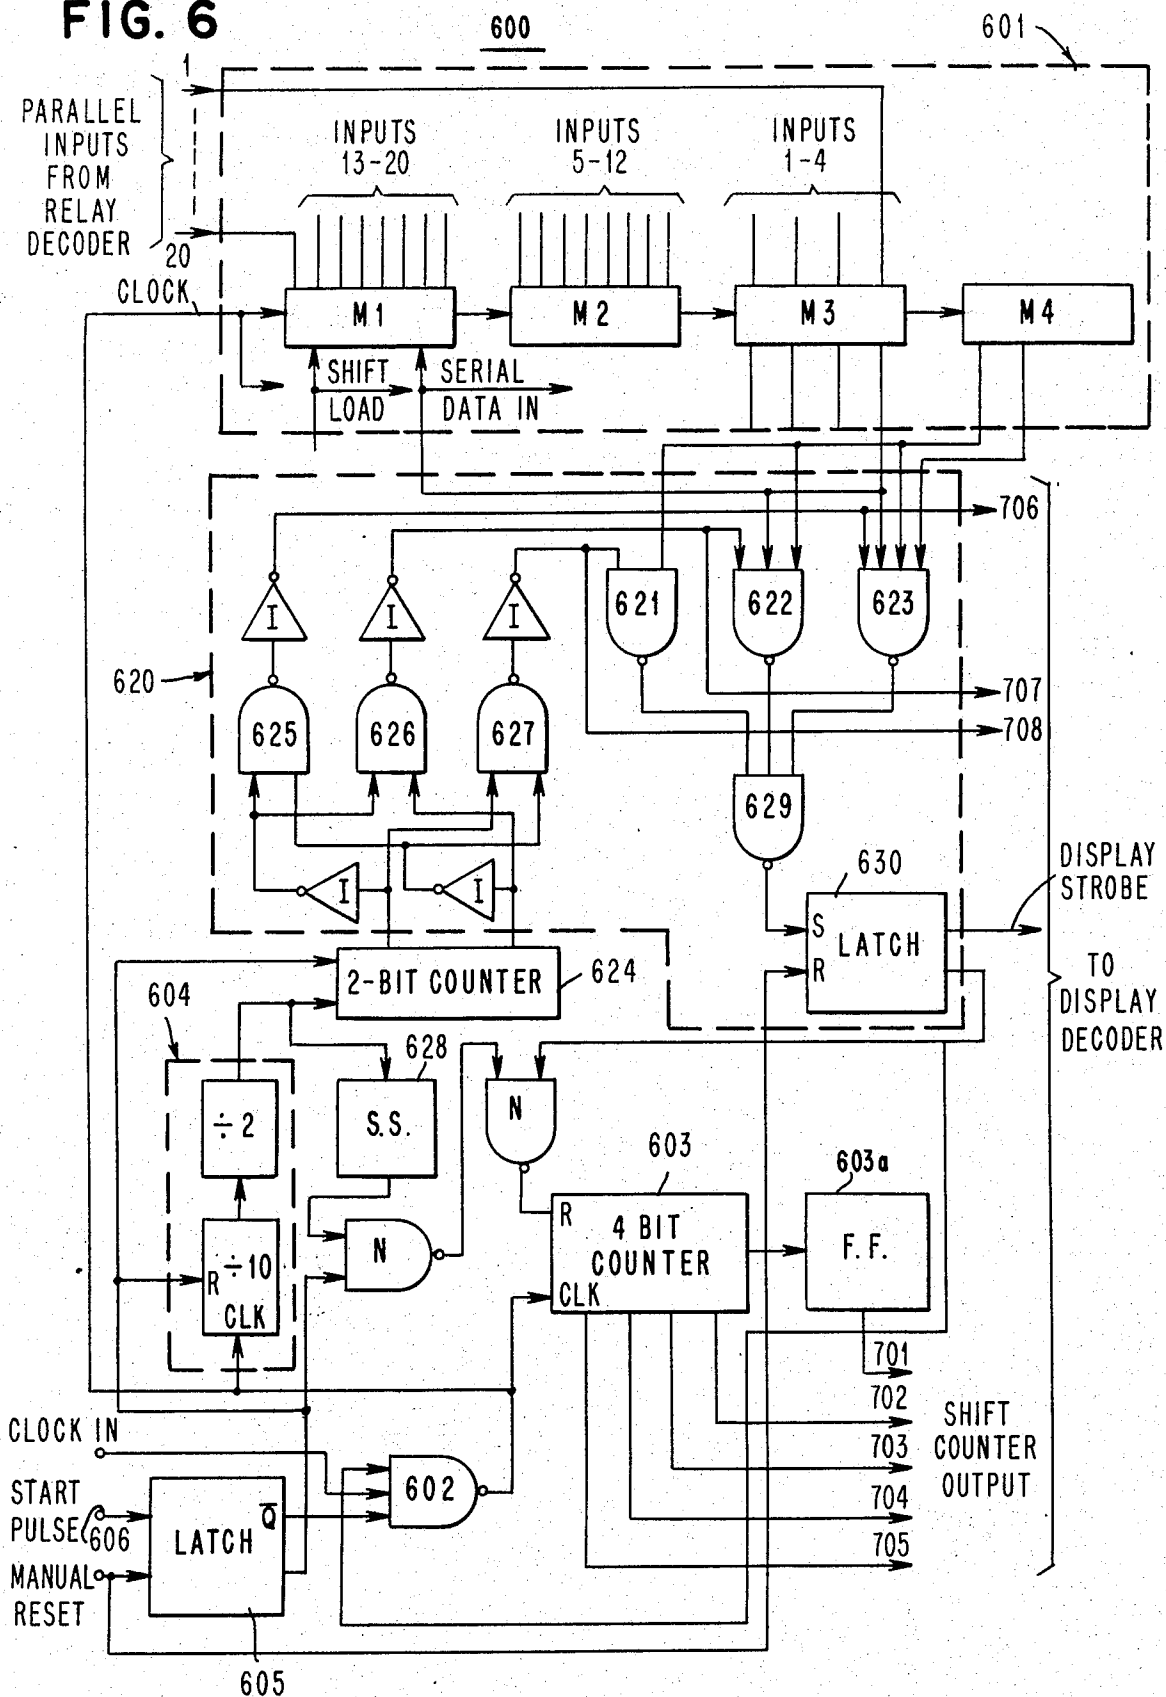 FIG. 6
600
601
1
PARALLEL
INPUTS
FROM
RELAY
DECODER
20
CLOCK
INPUTS
13-20
INPUTS
5-12
INPUTS
1-4
M1
M2
M3
M4
SHIFT
LOAD
SERIAL
DATA IN
706
I
I
I
621
622
623
620
707
708
625
626
627
629
I
I
630
S
R
LATCH
DISPLAY
STROBE
2-BIT COUNTER
624
604
TO
DISPLAY
DECODER
628
÷2
S.S.
N
603
603a
R
÷10
CLK
N
R
4 BIT
COUNTER
CLK
F.F.
701
702
703
704
705
SHIFT
COUNTER
OUTPUT
CLOCK IN
START
PULSE
606
MANUAL
RESET
LATCH
Q̅
602
605